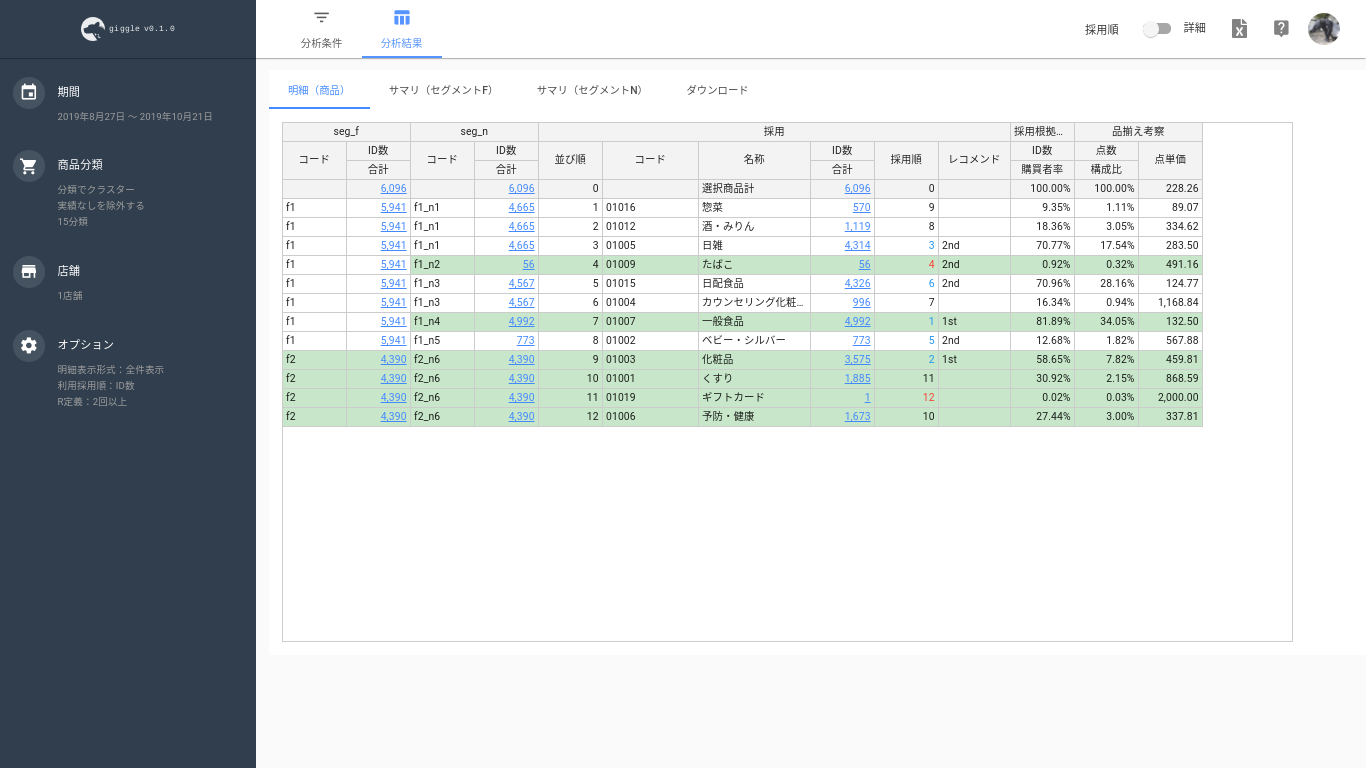 giggle v0.1.0
分析条件
分析結果
採用順
詳細
期間
2019年8月27日 ～ 2019年10月21日
商品分類
分類でクラスター
実績なしを除外する
15分類
店舗
1店舗
オプション
明細表示形式：全件表示
利用採用順：ID数
R定義：2回以上
明細（商品） サマリ（セグメントF） サマリ（セグメントN） ダウンロード
seg_f seg_n 採用 採用根拠... 品揃え考察
コード ID数 コード ID数 並び順 コード 名称 ID数 採用順 レコメンド ID数 点数 点単価
合計 合計 合計 購買者率 構成比
6,096 6,096 0 選択商品計 6,096 0 100.00% 100.00% 228.26
f1 5,941 f1_n1 4,665 1 01016 惣菜 570 9 9.35% 1.11% 89.07
f1 5,941 f1_n1 4,665 2 01012 酒・みりん 1,119 8 18.36% 3.05% 334.62
f1 5,941 f1_n1 4,665 3 01005 日雑 4,314 3 2nd 70.77% 17.54% 283.50
f1 5,941 f1_n2 56 4 01009 たばこ 56 4 2nd 0.92% 0.32% 491.16
f1 5,941 f1_n3 4,567 5 01015 日配食品 4,326 6 2nd 70.96% 28.16% 124.77
f1 5,941 f1_n3 4,567 6 01004 カウンセリング化粧... 996 7 16.34% 0.94% 1,168.84
f1 5,941 f1_n4 4,992 7 01007 一般食品 4,992 1 1st 81.89% 34.05% 132.50
f1 5,941 f1_n5 773 8 01002 ベビー・シルバー 773 5 2nd 12.68% 1.82% 567.88
f2 4,390 f2_n6 4,390 9 01003 化粧品 3,575 2 1st 58.65% 7.82% 459.81
f2 4,390 f2_n6 4,390 10 01001 くすり 1,885 11 30.92% 2.15% 868.59
f2 4,390 f2_n6 4,390 11 01019 ギフトカード 1 12 0.02% 0.03% 2,000.00
f2 4,390 f2_n6 4,390 12 01006 予防・健康 1,673 10 27.44% 3.00% 337.81